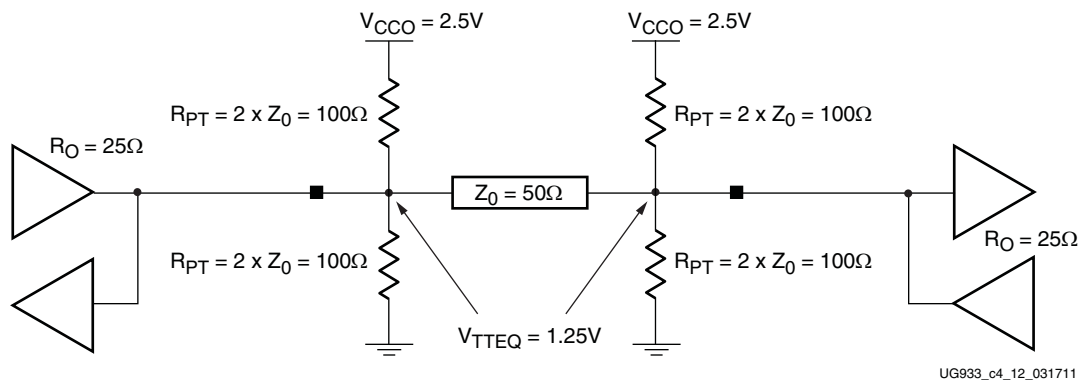 V_CCO = 2.5V
V_CCO = 2.5V
R_PT = 2 x Z_0 = 100Ω
R_PT = 2 x Z_0 = 100Ω
R_O = 25Ω
Z_0 = 50Ω
R_O = 25Ω
R_PT = 2 x Z_0 = 100Ω
R_PT = 2 x Z_0 = 100Ω
V_TTEQ = 1.25V
UG933_c4_12_031711